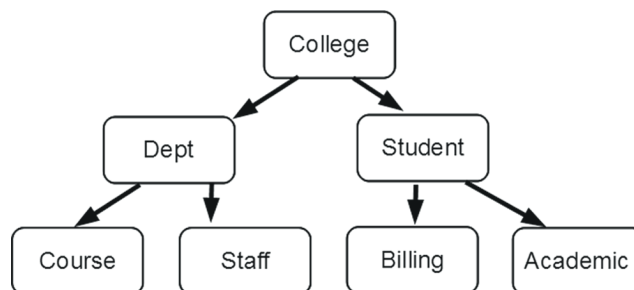 College
Dept
Student
Course
Staff
Billing
Academic